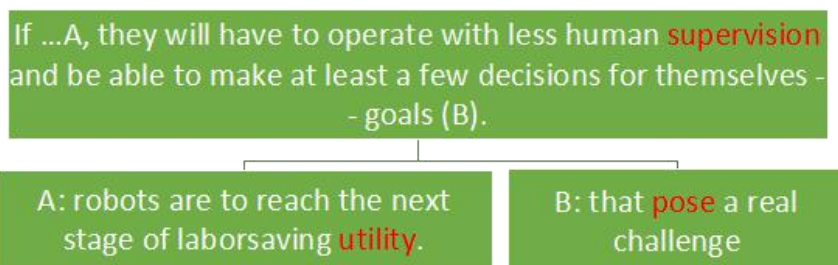 If ...A, they will have to operate with less human supervision
and be able to make at least a few decisions for themselves -
- goals (B).
A: robots are to reach the next
stage of laborsaving utility.
B: that pose a real
challenge